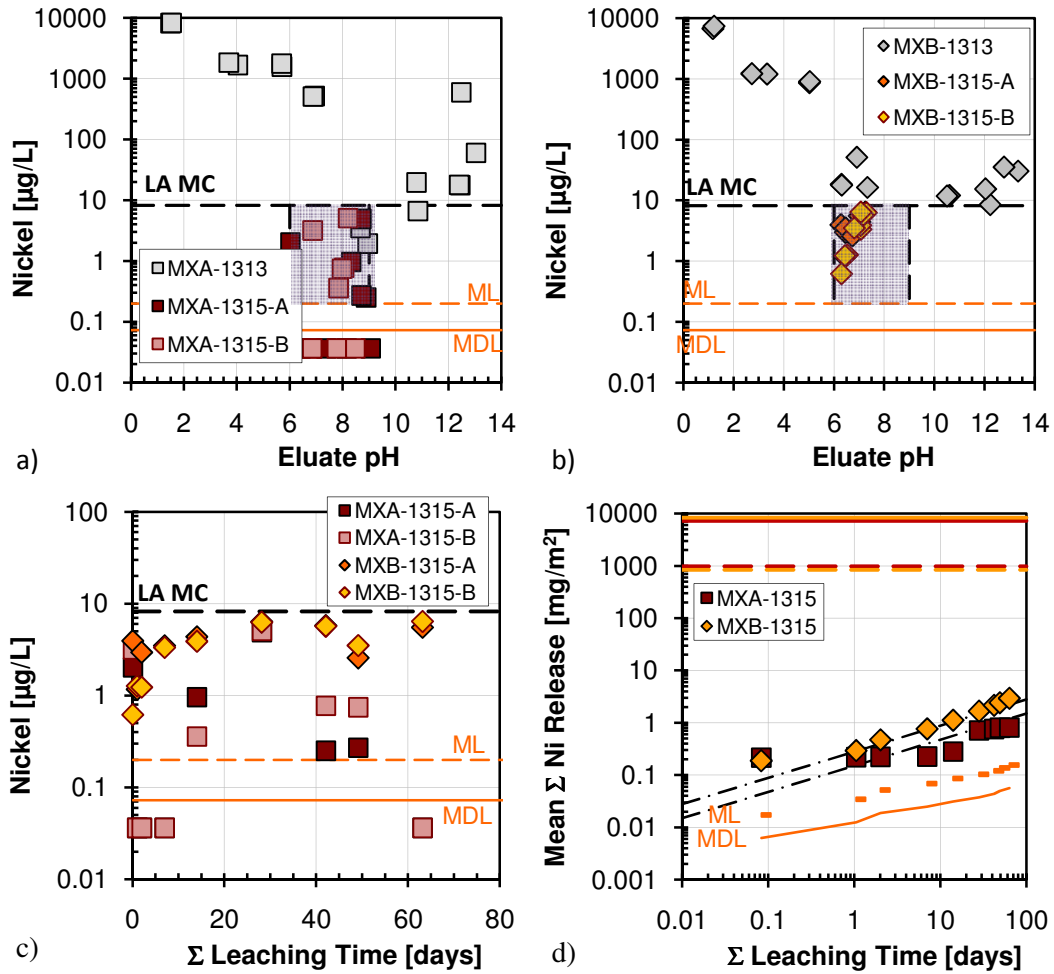 10000
1000
100
10
1
0.1
0.01
Nickel [µg/L]
LA MC
ML
MDL
MXA-1313
MXA-1315-A
MXA-1315-B
0 2 4 6 8 10 12 14
Eluate pH
a)
10000
1000
100
10
1
0.1
0.01
Nickel [µg/L]
MXB-1313
MXB-1315-A
MXB-1315-B
LA MC
ML
MDL
0 2 4 6 8 10 12 14
Eluate pH
b)
100
10
1
0.1
0.01
Nickel [µg/L]
MXA-1315-A
MXA-1315-B
MXB-1315-A
MXB-1315-B
LA MC
ML
MDL
0 20 40 60 80
Σ Leaching Time [days]
c)
10000
1000
100
10
1
0.1
0.01
0.001
Mean Σ Ni Release [mg/m²]
MXA-1315
MXB-1315
ML
MDL
0.01 0.1 1 10 100
Σ Leaching Time [days]
d)